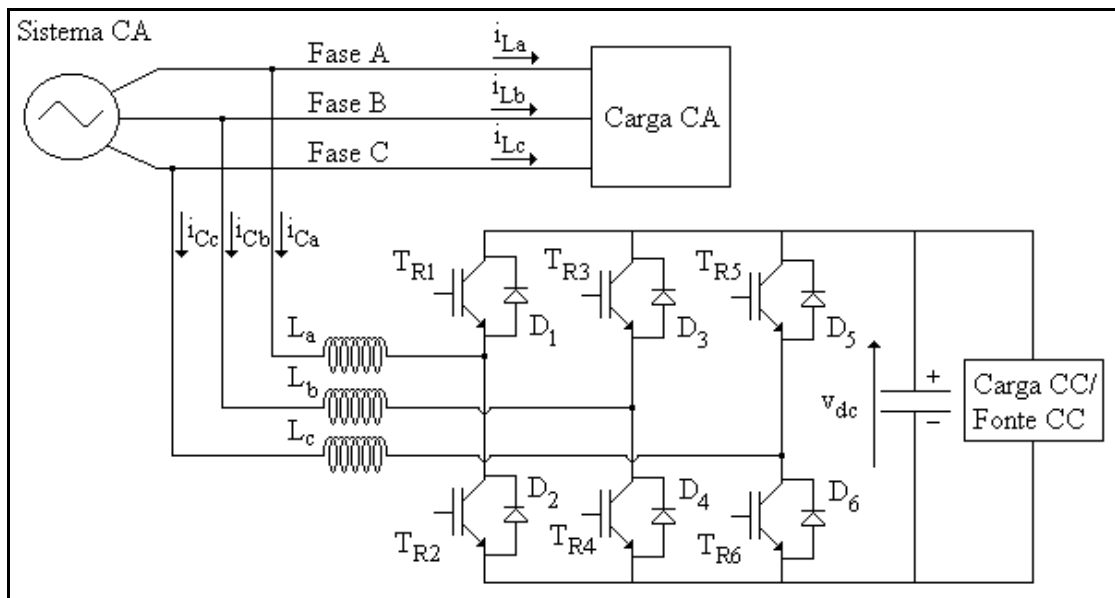 Sistema CA
Fase A
i_La
Fase B
i_Lb
Carga CA
Fase C
i_Lc
i_Cc
i_Cb
i_Ca
T_R1
D_1
T_R3
D_3
T_R5
D_5
L_a
L_b
L_c
v_dc
+
−
Carga CC/
Fonte CC
T_R2
D_2
T_R4
D_4
T_R6
D_6